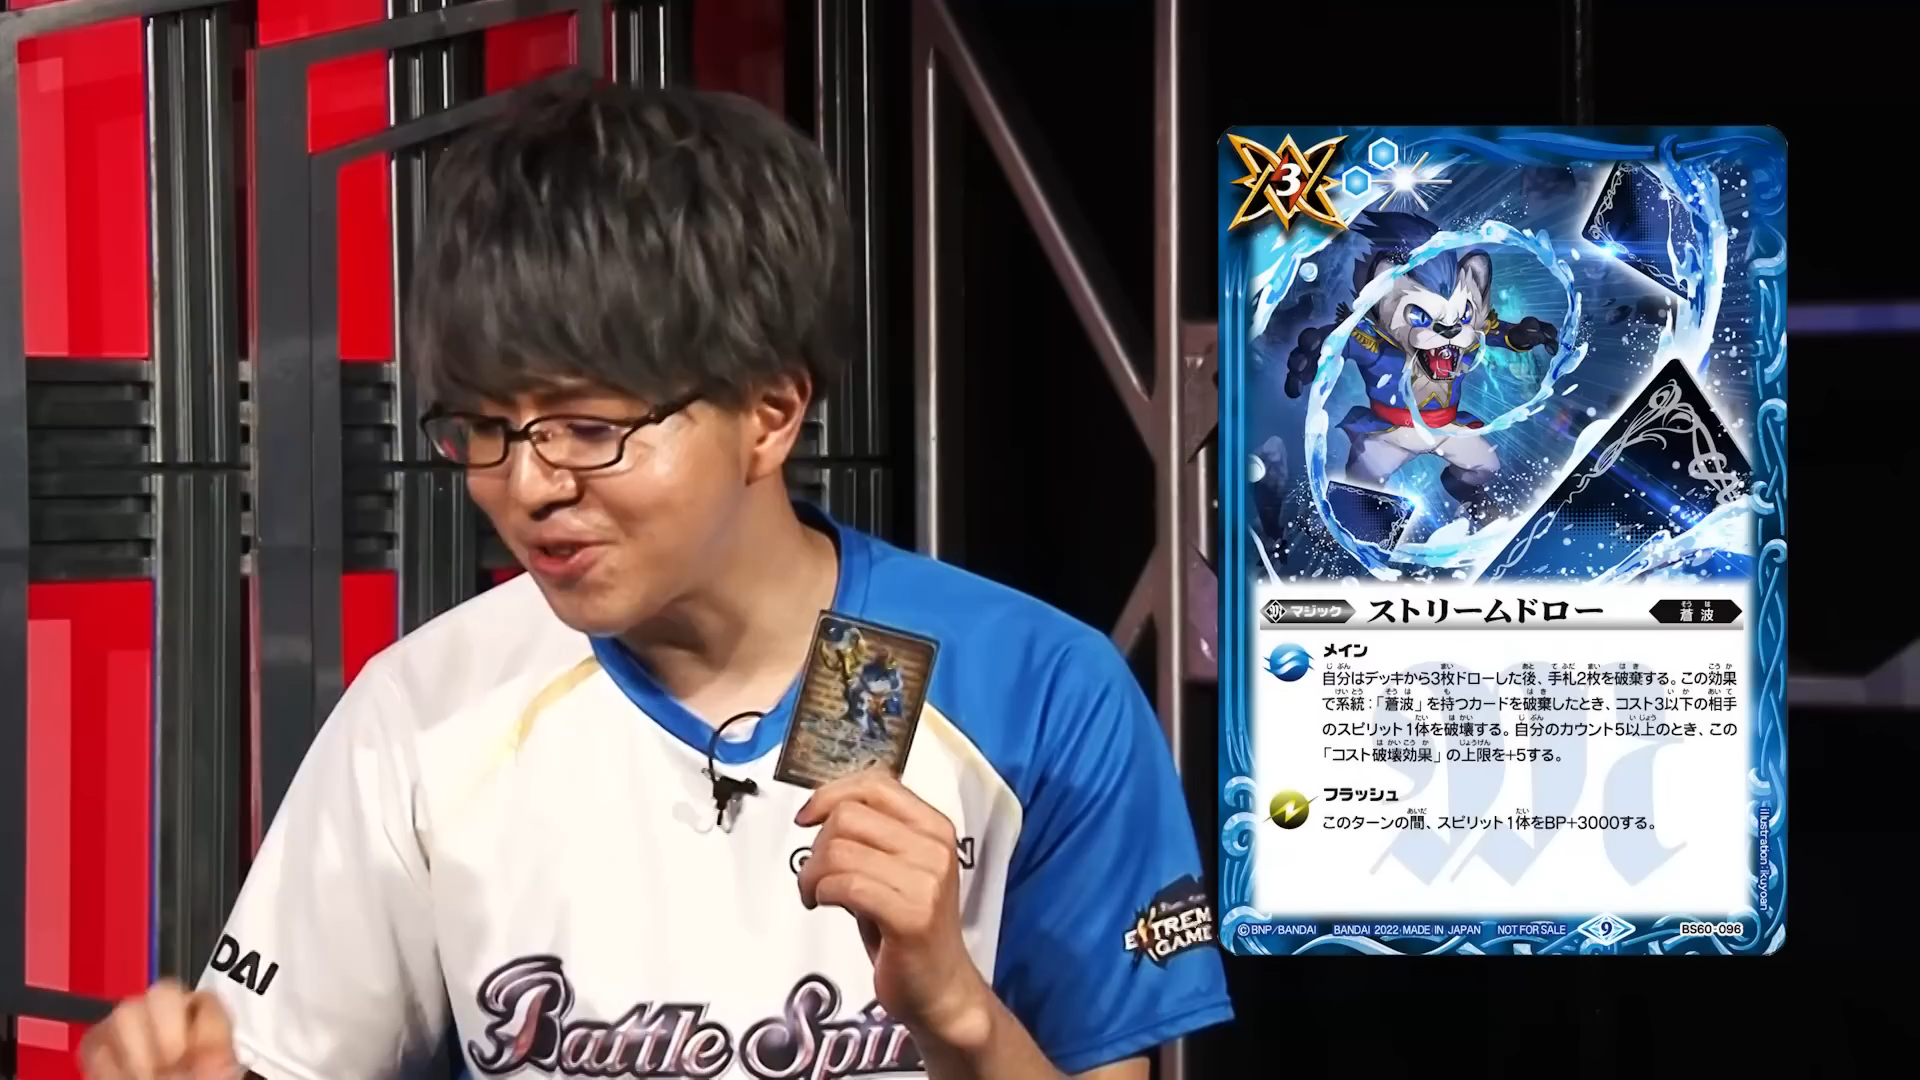 3
マジック ストリームドロー 蒼波
メイン
自分はデッキから3枚ドローした後、手札2枚を破棄する。この効果
で系統：「蒼波」を持つカードを破棄したとき、コスト3以下の相手
のスピリット1体を破壊する。自分のカウント5以上のとき、この
「コスト破壊効果」の上限を+5する。
フラッシュ
このターンの間、スピリット1体をBP+3000する。
illustration:ikuyoan
©BNP/BANDAI BANDAI 2022 MADE IN JAPAN NOT FOR SALE 9 BS60-096
EXTREME
GAME
DAI
Battle Spiri